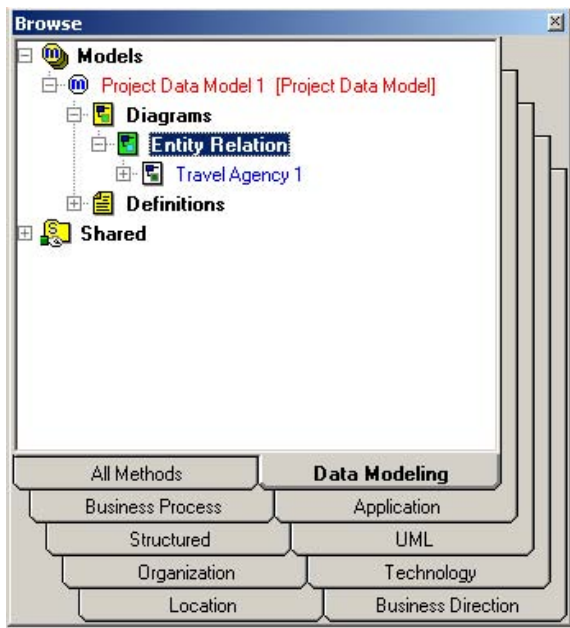 Browse
Models
Project Data Model 1 [Project Data Model]
Diagrams
Entity Relation
Travel Agency 1
Definitions
Shared
All Methods Data Modeling
Business Process Application
Structured UML
Organization Technology
Location Business Direction